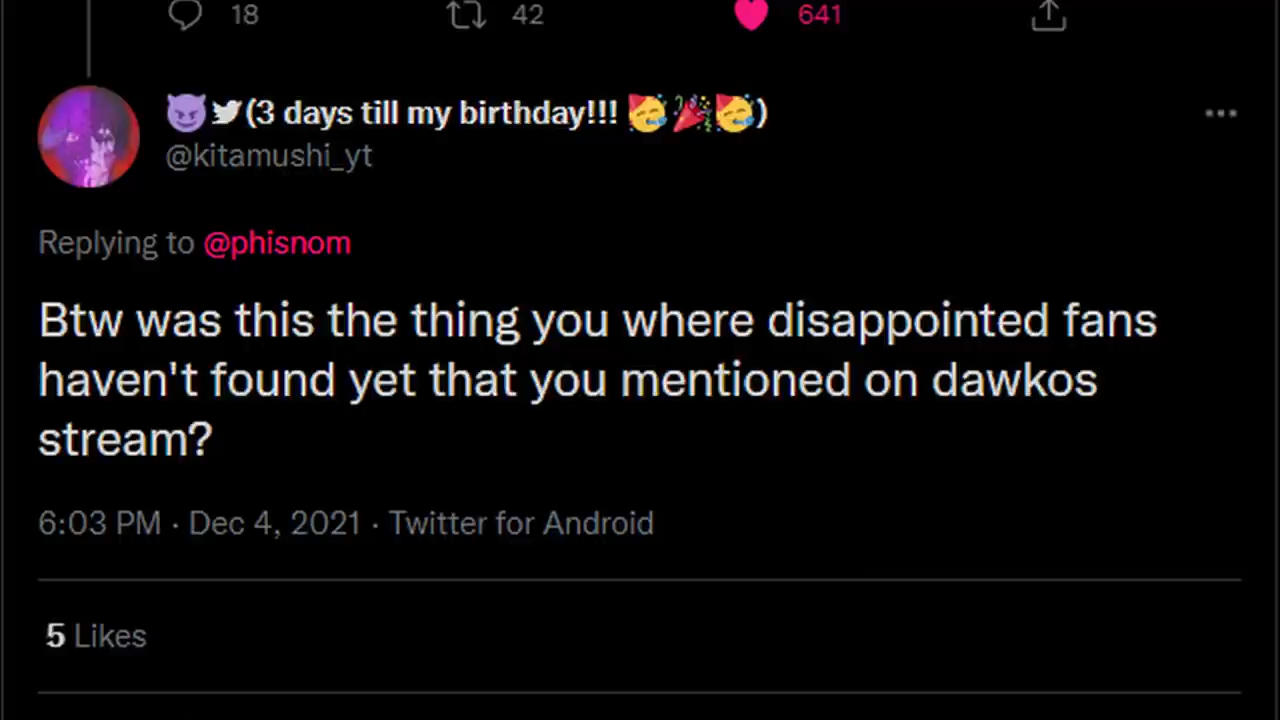 18 42 641
😈🐦(3 days till my birthday!!! 🥳🎉🥳)
@kitamushi_yt
Replying to @phisnom
Btw was this the thing you where disappointed fans
haven't found yet that you mentioned on dawkos
stream?
6:03 PM · Dec 4, 2021 · Twitter for Android
5 Likes